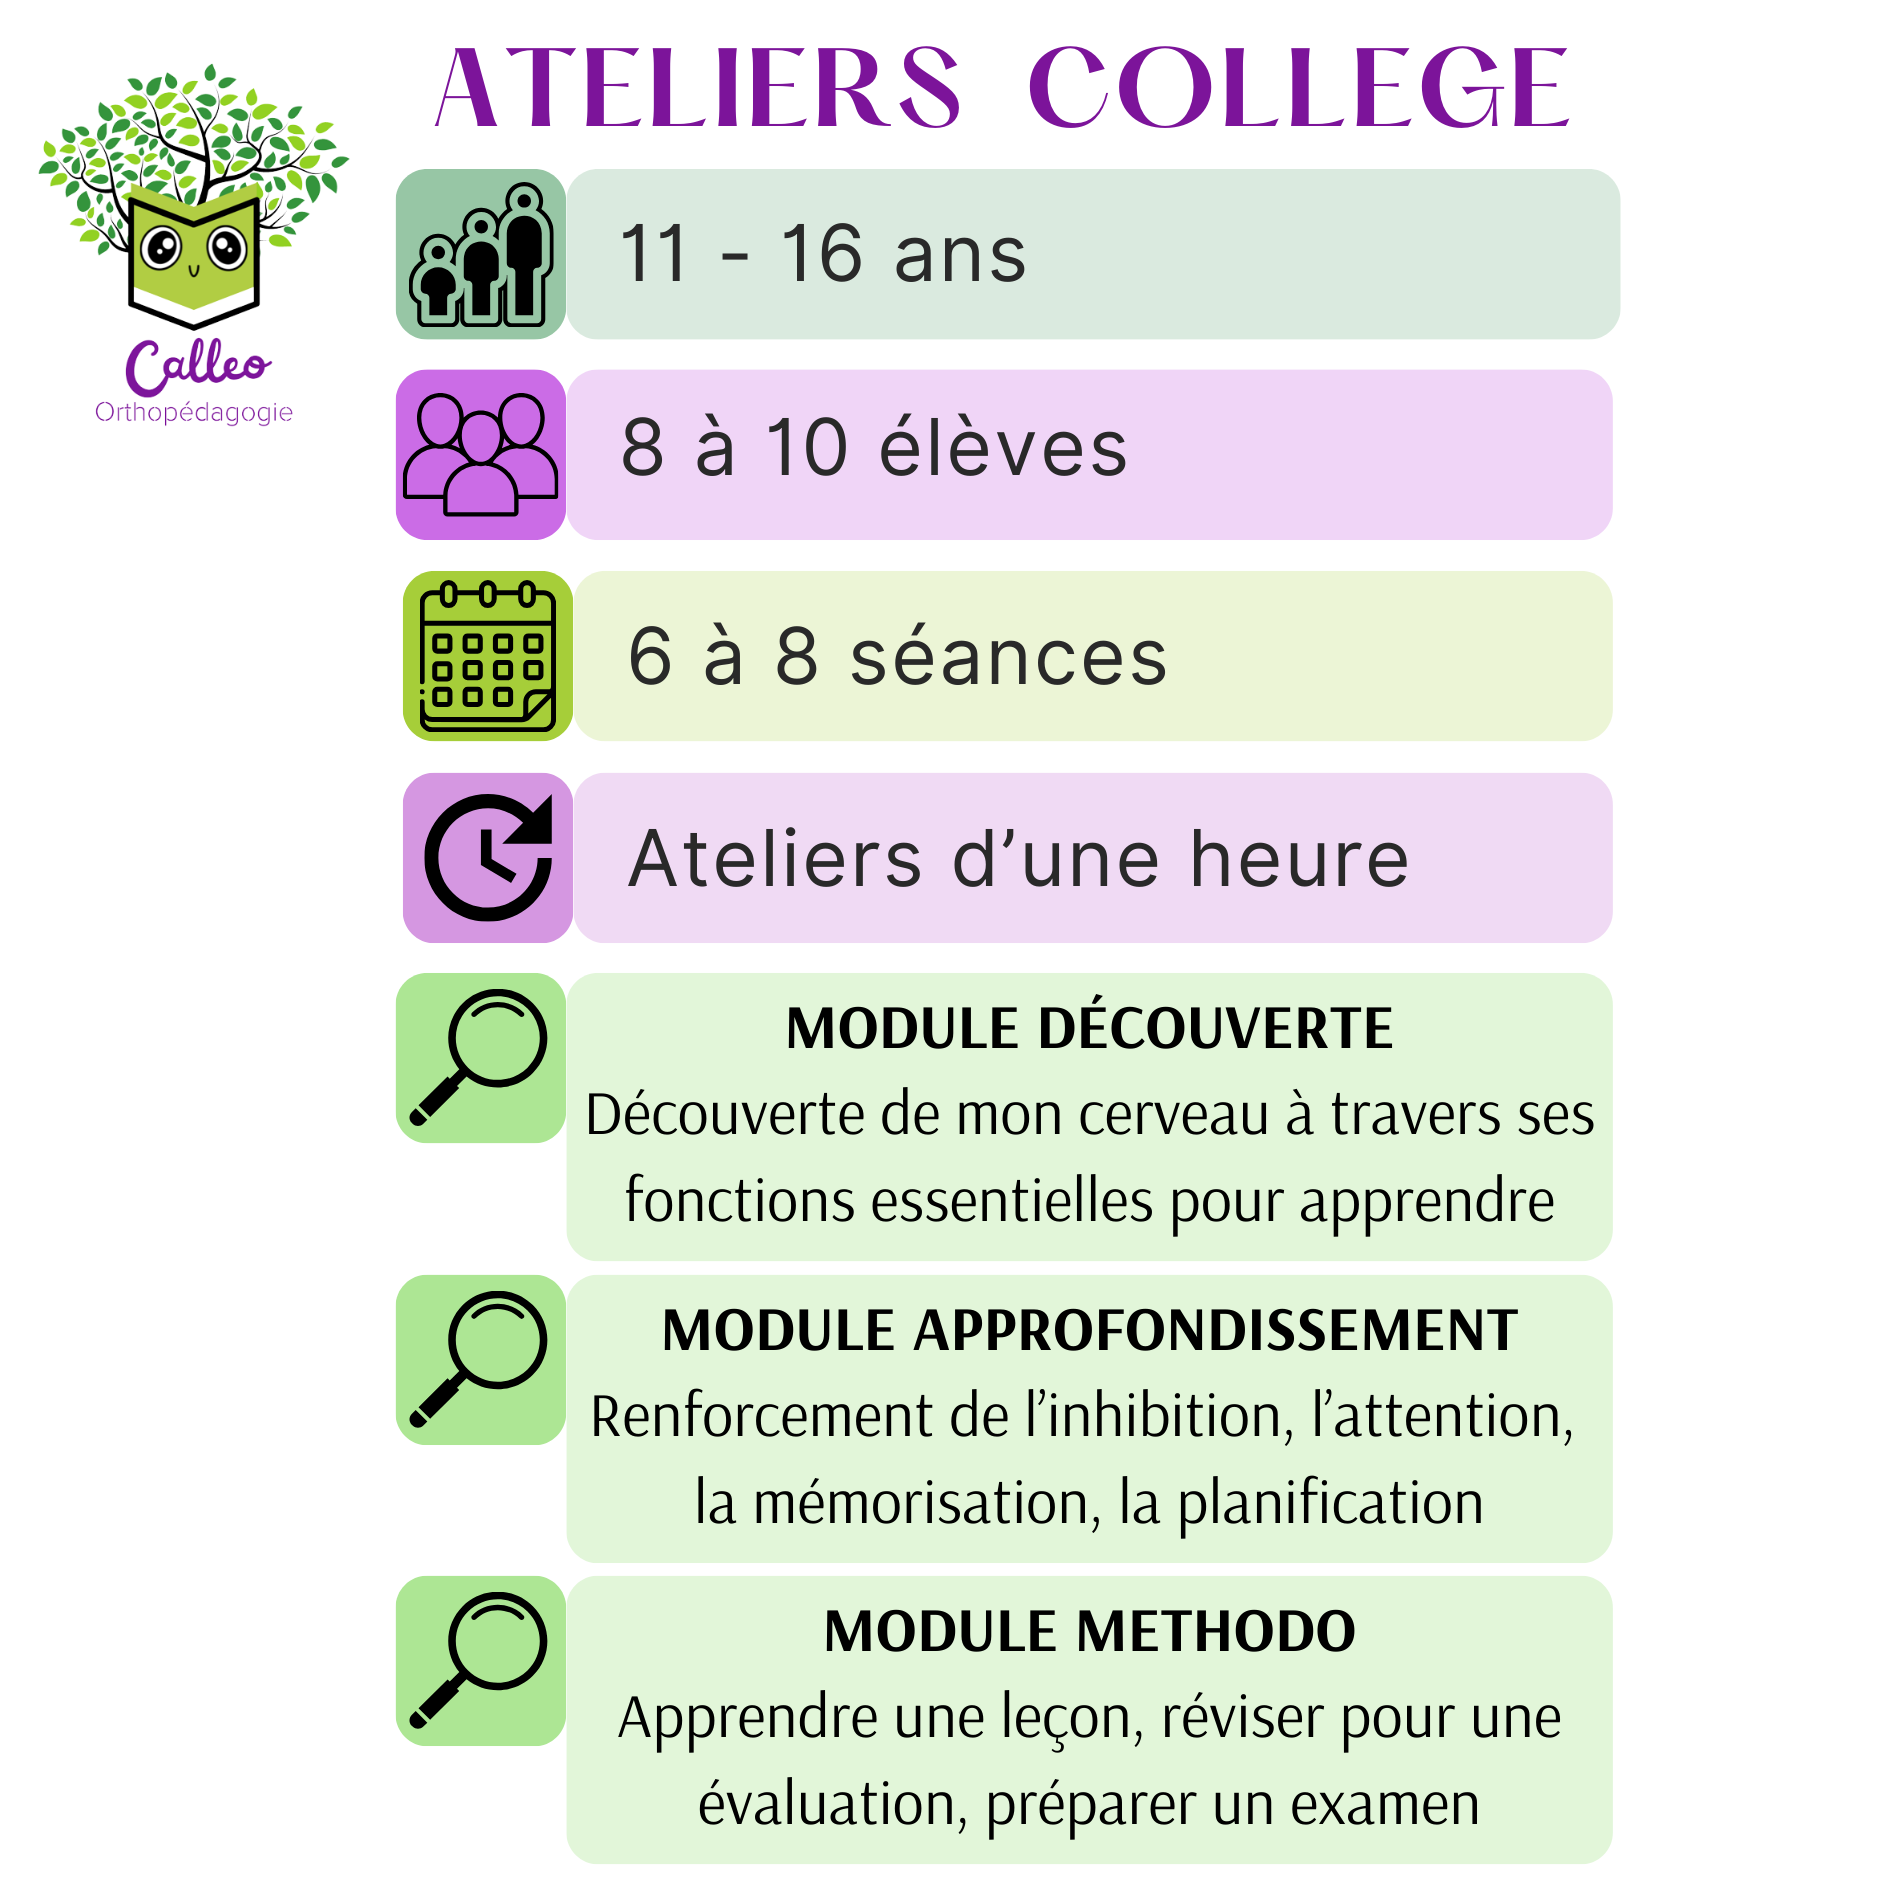 ATELIERS COLLEGE
Calleo
Orthopédagogie
11 - 16 ans
8 à 10 élèves
6 à 8 séances
Ateliers d’une heure
MODULE DÉCOUVERTE
Découverte de mon cerveau à travers ses
fonctions essentielles pour apprendre
MODULE APPROFONDISSEMENT
Renforcement de l’inhibition, l’attention,
la mémorisation, la planification
MODULE METHODO
Apprendre une leçon, réviser pour une
évaluation, préparer un examen